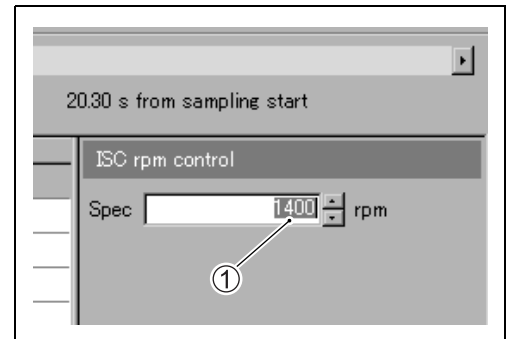 20.30 s from sampling start
ISC rpm control
Spec 1400 rpm
①